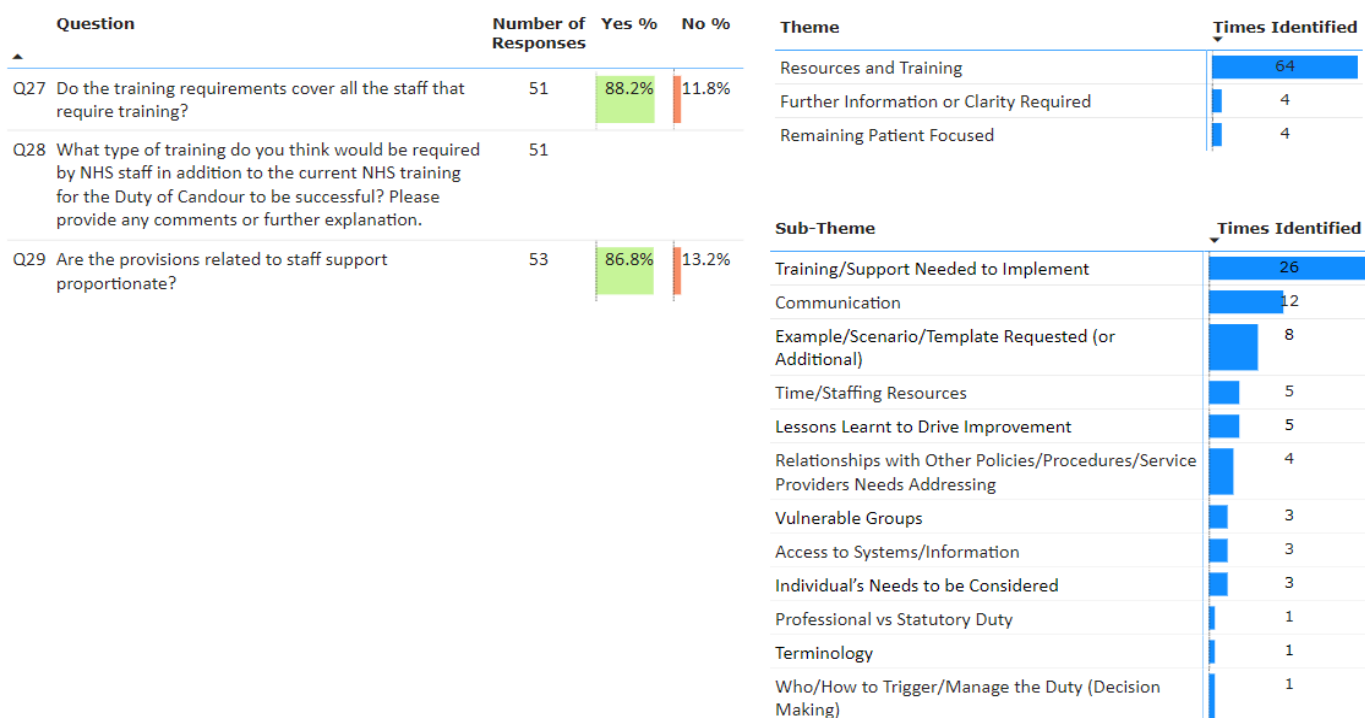 Question Number of Yes % No %
Responses
Q27 Do the training requirements cover all the staff that 51 88.2% 11.8%
require training?
Q28 What type of training do you think would be required 51
by NHS staff in addition to the current NHS training
for the Duty of Candour to be successful? Please
provide any comments or further explanation.
Q29 Are the provisions related to staff support 53 86.8% 13.2%
proportionate?
Theme Times Identified
Resources and Training 64
Further Information or Clarity Required 4
Remaining Patient Focused 4
Sub-Theme Times Identified
Training/Support Needed to Implement 26
Communication 12
Example/Scenario/Template Requested (or 8
Additional)
Time/Staffing Resources 5
Lessons Learnt to Drive Improvement 5
Relationships with Other Policies/Procedures/Service 4
Providers Needs Addressing
Vulnerable Groups 3
Access to Systems/Information 3
Individual’s Needs to be Considered 3
Professional vs Statutory Duty 1
Terminology 1
Who/How to Trigger/Manage the Duty (Decision 1
Making)